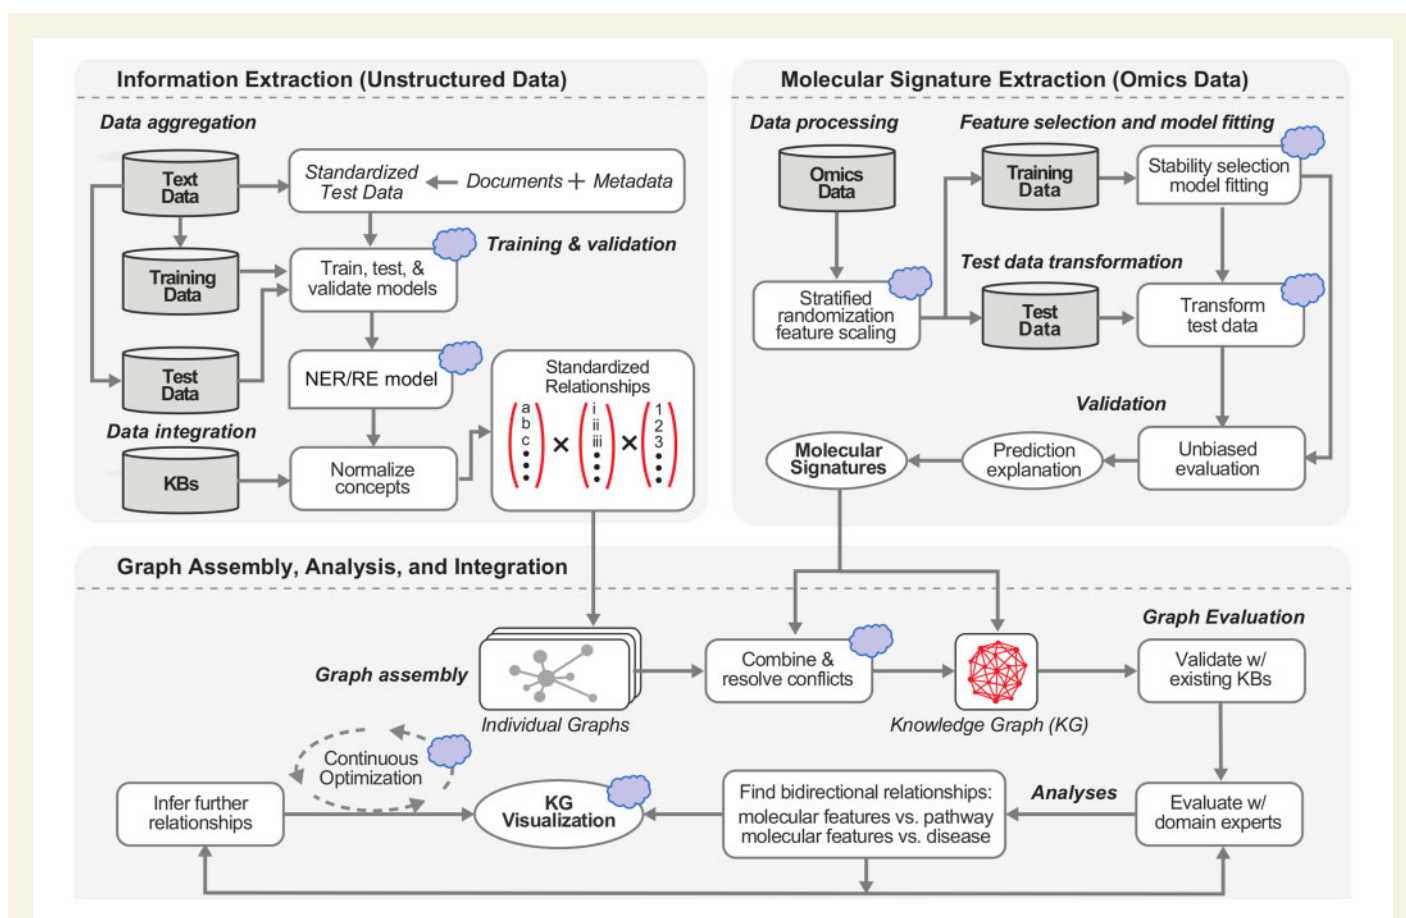 Information Extraction (Unstructured Data)
Data aggregation
Text
Data
Standardized
Test Data
Documents + Metadata
Training
Data
Train, test, &
validate models
Training & validation
Test
Data
NER/RE model
Data integration
KBs
Normalize
concepts
Standardized
Relationships
a
b
c
i
ii
iii
1
2
3
Molecular Signature Extraction (Omics Data)
Data processing
Omics
Data
Stratified
randomization
feature scaling
Feature selection and model fitting
Training
Data
Stability selection
model fitting
Test data transformation
Test
Data
Transform
test data
Validation
Unbiased
evaluation
Prediction
explanation
Molecular
Signatures
Graph Assembly, Analysis, and Integration
Graph assembly
Individual Graphs
Combine &
resolve conflicts
Knowledge Graph (KG)
Graph Evaluation
Validate w/
existing KBs
Evaluate w/
domain experts
Analyses
Find bidirectional relationships:
molecular features vs. pathway
molecular features vs. disease
KG
Visualization
Continuous
Optimization
Infer further
relationships